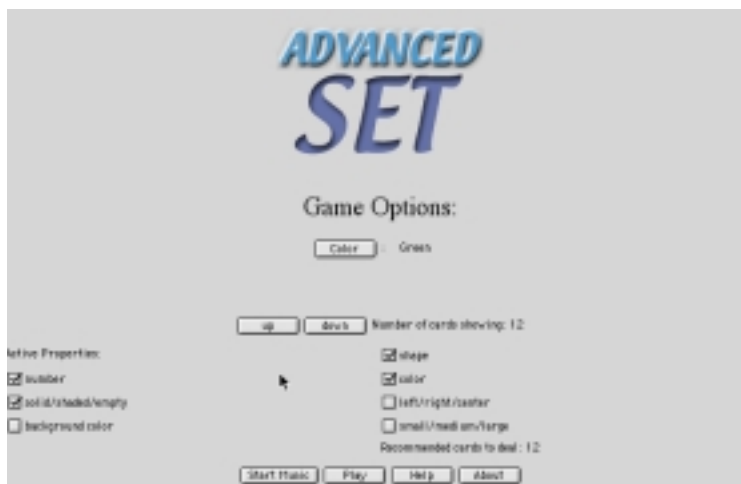 ADVANCED
SET
Game Options:
Color : Green
up down Number of cards showing: 12
Active Properties:
shape
number
color
solid/shaded/empty
left/right/center
background color
small/medium/large
Recommended cards to deal : 12
Start Music Play Help About